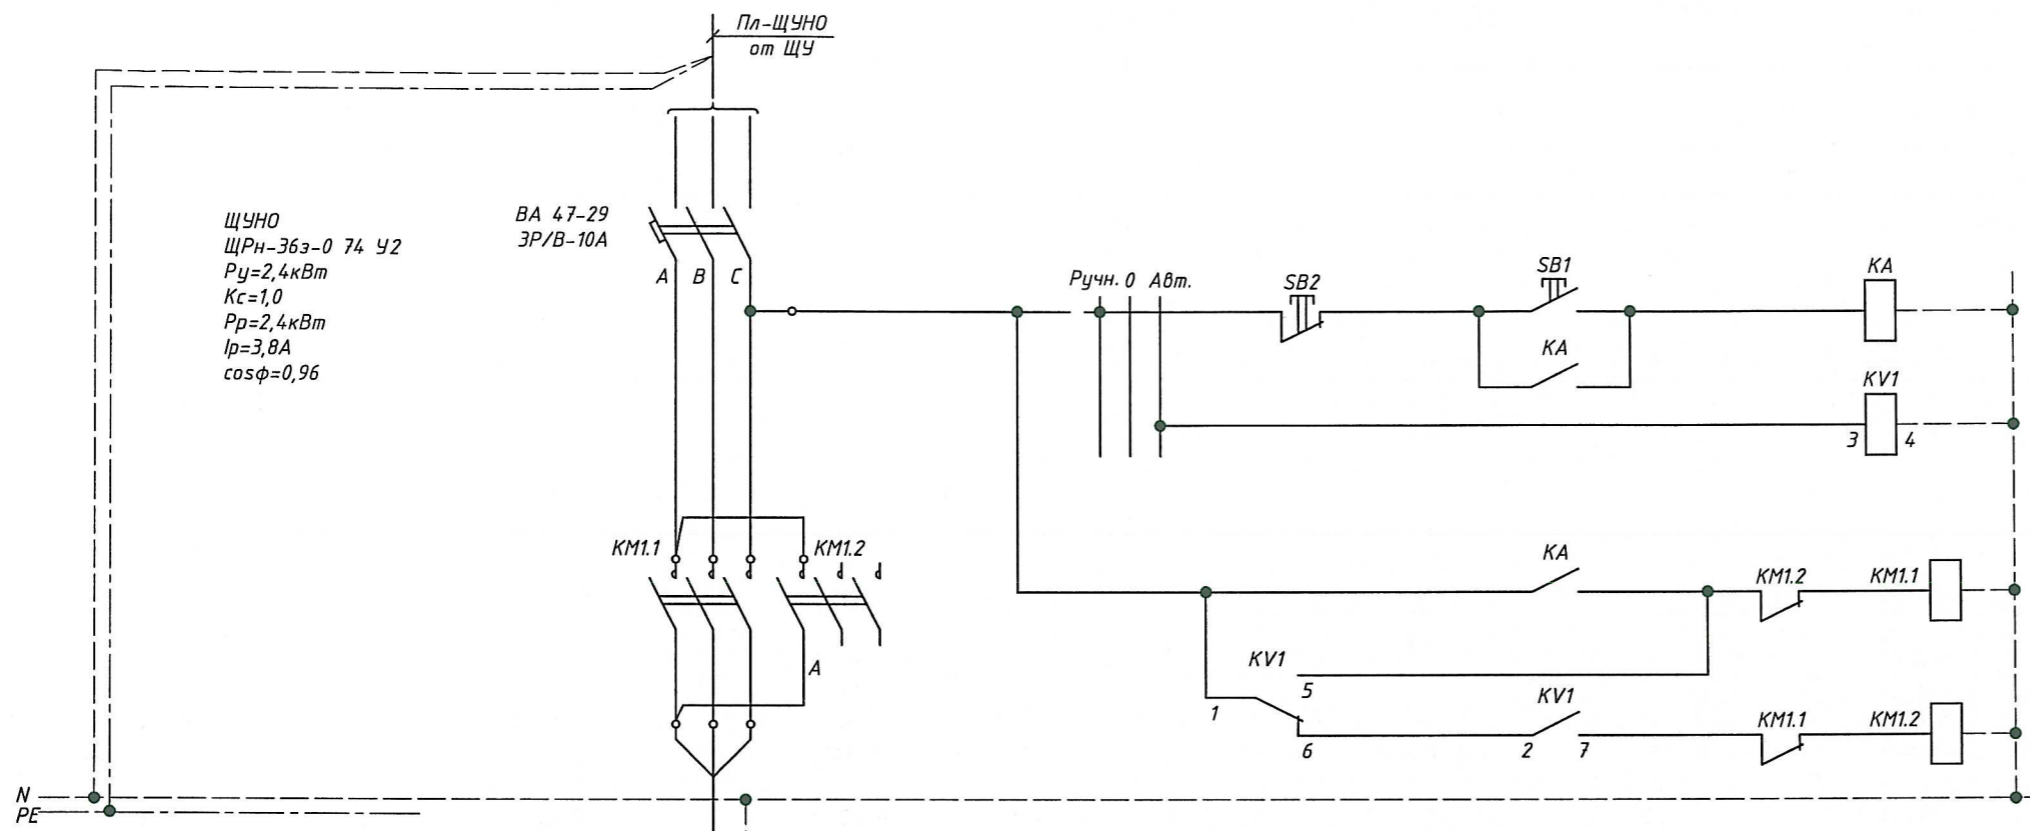 Пл-ЩУНО
от ЩУ
ЩУНО
ЩРн-36з-0 74 У2
Ру=2,4кВт
Кс=1,0
Рр=2,4кВт
Iр=3,8А
cosφ=0,96
ВА 47-29
3Р/В-10А
А В С
Ручн. 0 Авт.
SB2
SB1
КА
КА
KV1
3 4
КМ1.1
КМ1.2
А
КА
КМ1.2
КМ1.1
KV1
5
1
6
KV1
2 7
КМ1.1
КМ1.2
N
PE